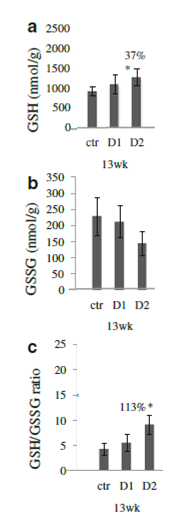 a
GSH (nmol/g)
2500
2000
1500
1000
500
0
37%
*
ctr D1 D2
13wk
b
GSSG (nmol/g)
350
300
250
200
150
100
50
0
ctr D1 D2
13wk
c
GSH/GSSG ratio
25
20
15
10
5
0
113% *
ctr D1 D2
13wk